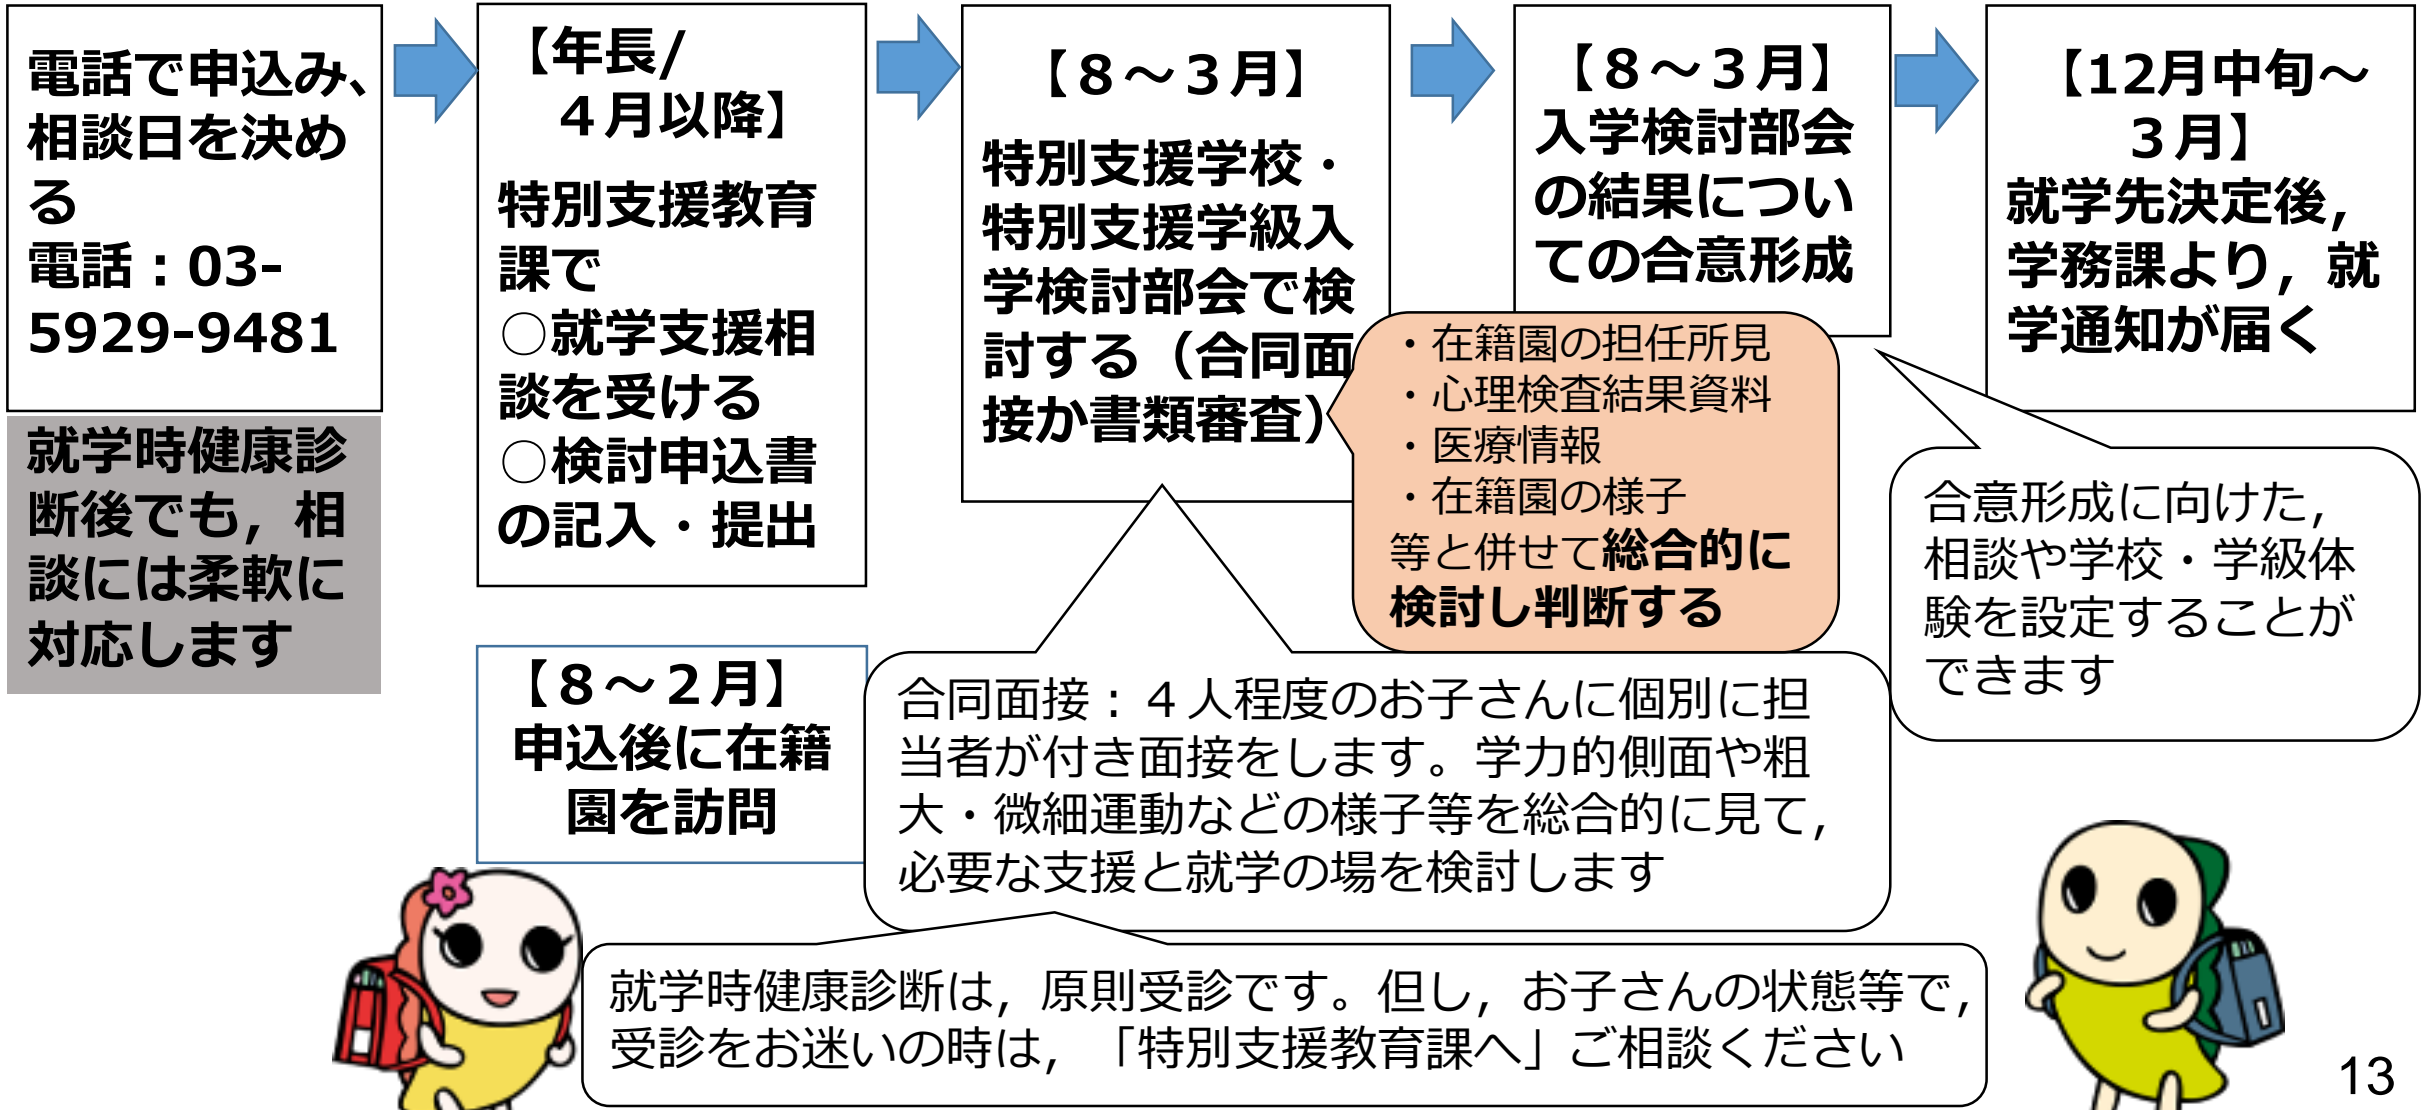 電話で申込み、
相談日を決め
る
電話：03-
5929-9481
就学時健康診
断後でも，相
談には柔軟に
対応します
【年長/
４月以降】
特別支援教育
課で
○就学支援相
談を受ける
○検討申込書
の記入・提出
【８～２月】
申込後に在籍
園を訪問
【８～３月】
特別支援学校・
特別支援学級入
学検討部会で検
討する（合同面
接か書類審査）
・在籍園の担任所見
・心理検査結果資料
・医療情報
・在籍園の様子
等と併せて総合的に
検討し判断する
合同面接：４人程度のお子さんに個別に担
当者が付き面接をします。学力的側面や粗
大・微細運動などの様子等を総合的に見て，
必要な支援と就学の場を検討します
【８～３月】
入学検討部会
の結果につい
ての合意形成
合意形成に向けた，
相談や学校・学級体
験を設定することが
できます
【12月中旬～
３月】
就学先決定後，
学務課より，就
学通知が届く
就学時健康診断は，原則受診です。但し，お子さんの状態等で，
受診をお迷いの時は，「特別支援教育課へ」ご相談ください
13